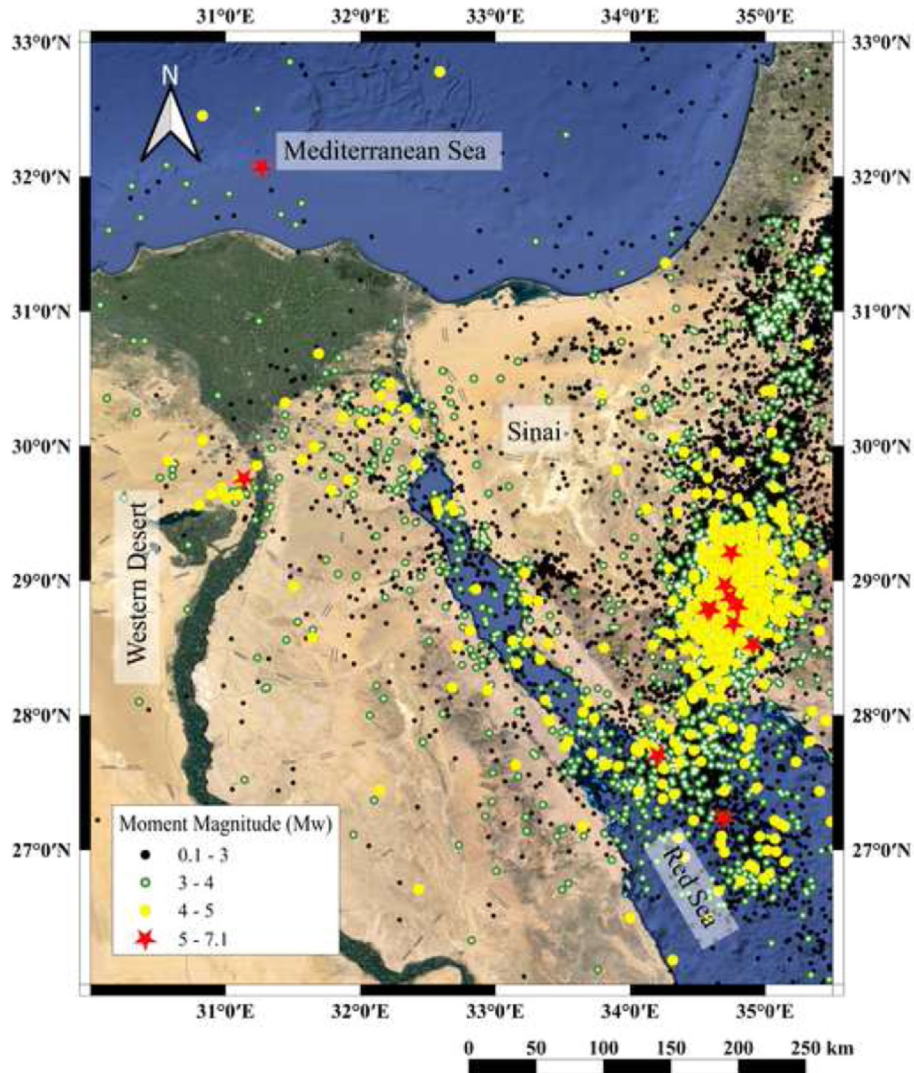 31°0'E 32°0'E 33°0'E 34°0'E 35°0'E
33°0'N 33°0'N
N
Mediterranean Sea
32°0'N 32°0'N
31°0'N 31°0'N
Sinai
30°0'N 30°0'N
Western Desert
29°0'N 29°0'N
28°0'N 28°0'N
Moment Magnitude (Mw)
0.1 - 3
3 - 4
4 - 5
5 - 7.1
27°0'N 27°0'N
Red Sea
31°0'E 32°0'E 33°0'E 34°0'E 35°0'E
0 50 100 150 200 250 km